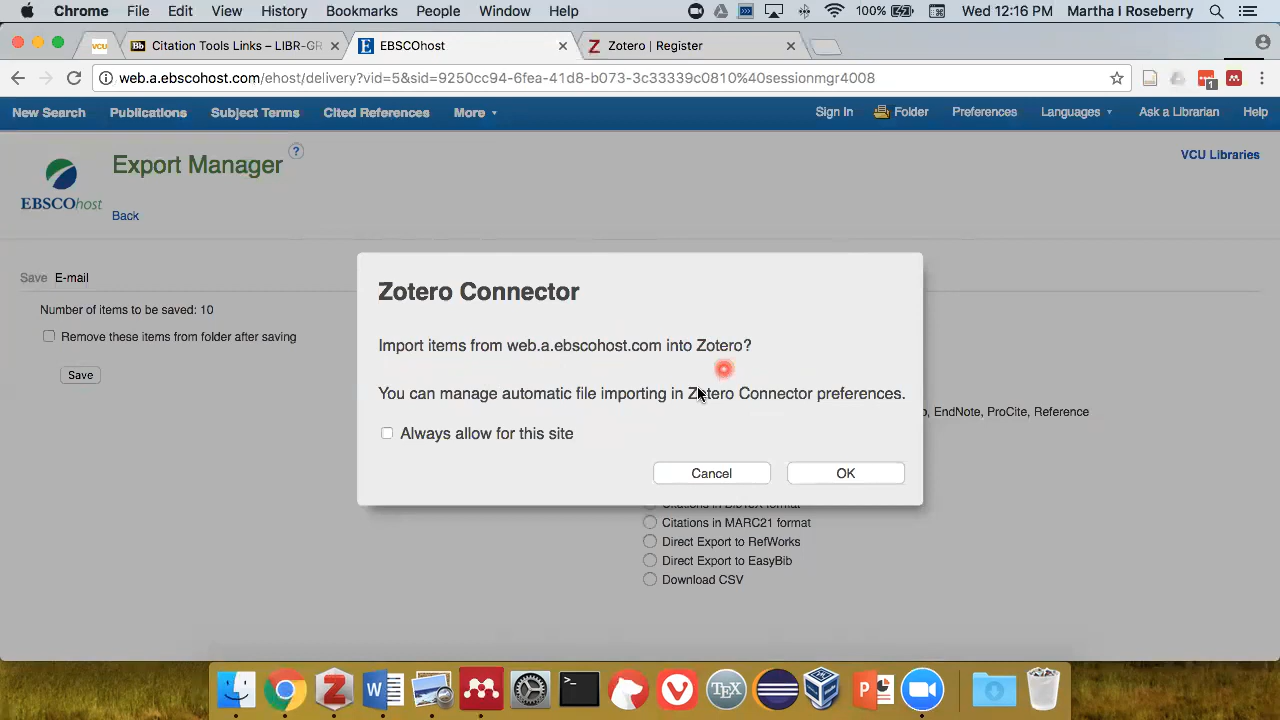 Chrome File Edit View History Bookmarks People Window Help 100% Wed 12:16 PM Martha I Roseberry
VCU Bb Citation Tools Links – LIBR-GR × EBSCOhost × Z Zotero | Register ×
web.a.ebscohost.com/ehost/delivery?vid=5&sid=9250cc94-6fea-41d8-b073-3c33339c0810%40sessionmgr4008
New Search Publications Subject Terms Cited References More Sign In Folder Preferences Languages Ask a Librarian Help
Export Manager ?
VCU Libraries
EBSCOhost
Back
Save E-mail
Number of items to be saved: 10
Remove these items from folder after saving
Save
Zotero Connector
Import items from web.a.ebscohost.com into Zotero?
You can manage automatic file importing in Zotero Connector preferences.
Always allow for this site
Cancel OK
, EndNote, ProCite, Reference
Citations in BibTeX format
Citations in MARC21 format
Direct Export to RefWorks
Direct Export to EasyBib
Download CSV